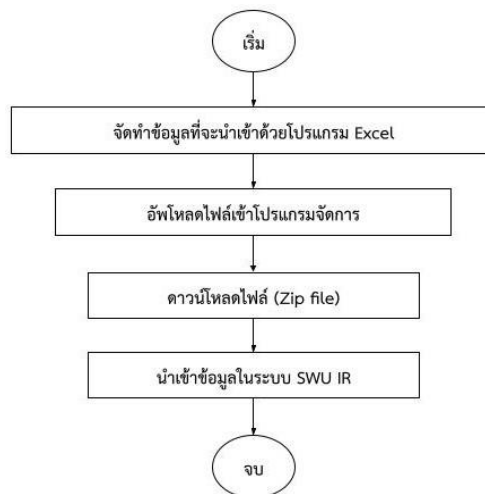 เริ่ม
จัดทำข้อมูลที่จะนำเข้าด้วยโปรแกรม Excel
อัพโหลดไฟล์เข้าโปรแกรมจัดการ
ดาวน์โหลดไฟล์ (Zip file)
นำเข้าข้อมูลในระบบ SWU IR
จบ